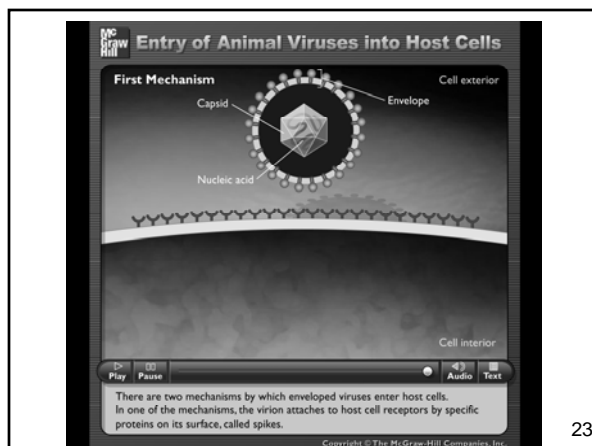 Mc
Graw
Hill
Entry of Animal Viruses into Host Cells
First Mechanism
Cell exterior
Capsid
Envelope
Nucleic acid
Cell interior
Play
Pause
Audio
Text
There are two mechanisms by which enveloped viruses enter host cells.
In one of the mechanisms, the virion attaches to host cell receptors by specific
proteins on its surface, called spikes.
Copyright © The McGraw-Hill Companies, Inc.
23